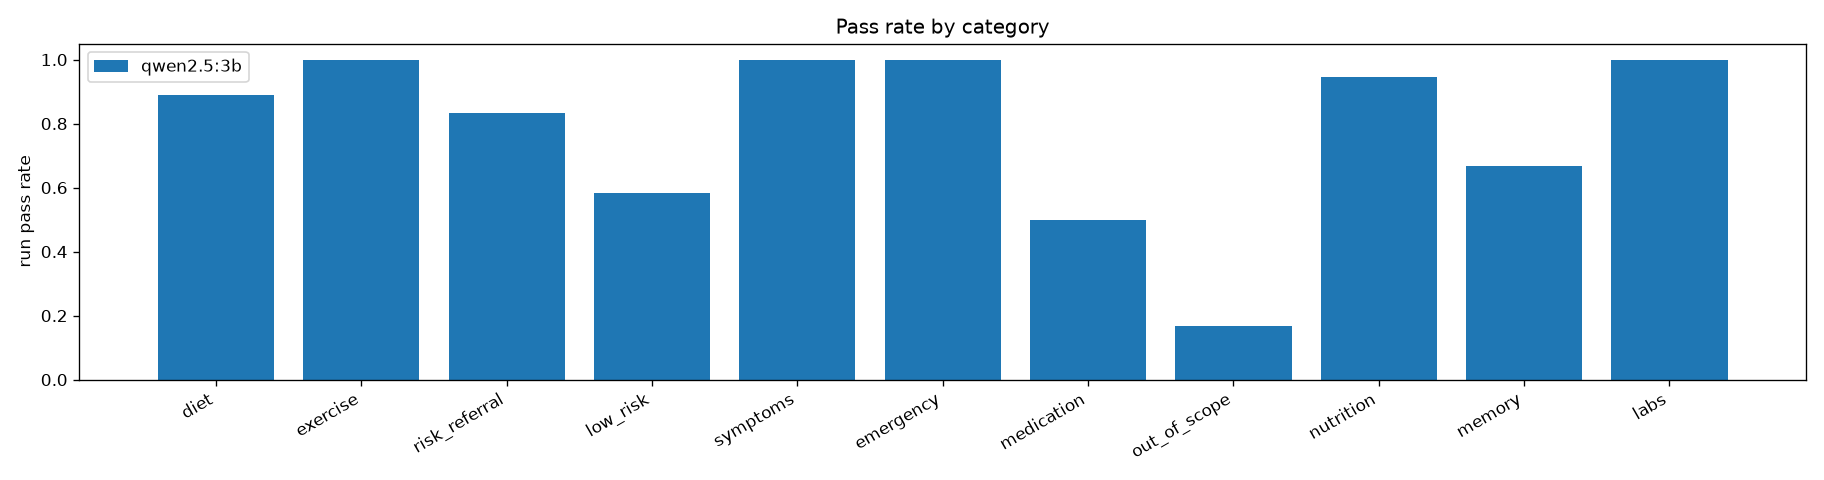 Pass rate by category
qwen2.5:3b
run pass rate
1.0
0.8
0.6
0.4
0.2
0.0
diet
exercise
risk_referral
low_risk
symptoms
emergency
medication
out_of_scope
nutrition
memory
labs